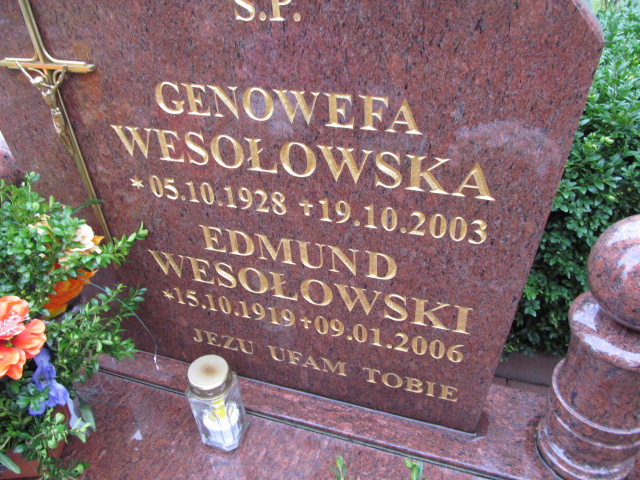 Ś.P.
GENOWEFA
WESOŁOWSKA
*05.10.1928 +19.10.2003
EDMUND
WESOŁOWSKI
*15.10.1919 +09.01.2006
JEZU UFAM TOBIE